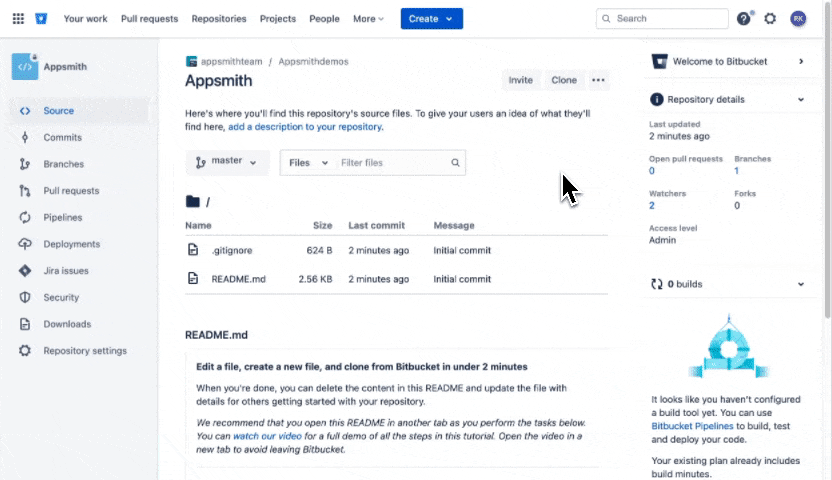 Your work Pull requests Repositories Projects People More Create Search ? RK
</> Appsmith
Source
Commits
Branches
Pull requests
Pipelines
Deployments
Jira issues
Security
Downloads
Repository settings
appsmithteam / Appsmithdemos
Appsmith
Invite Clone •••
Here's where you'll find this repository's source files. To give your users an idea of what they'll
find here, add a description to your repository.
master Files Filter files
/
Name Size Last commit Message
.gitignore 624 B 2 minutes ago Initial commit
README.md 2.56 KB 2 minutes ago Initial commit
README.md
Edit a file, create a new file, and clone from Bitbucket in under 2 minutes
When you're done, you can delete the content in this README and update the file with
details for others getting started with your repository.
We recommend that you open this README in another tab as you perform the tasks below.
You can watch our video for a full demo of all the steps in this tutorial. Open the video in a
new tab to avoid leaving Bitbucket.
Welcome to Bitbucket
Repository details
Last updated
2 minutes ago
Open pull requests Branches
0 1
Watchers Forks
2 0
Access level
Admin
0 builds
It looks like you haven't configured
a build tool yet. You can use
Bitbucket Pipelines to build, test
and deploy your code.
Your existing plan already includes
build minutes.